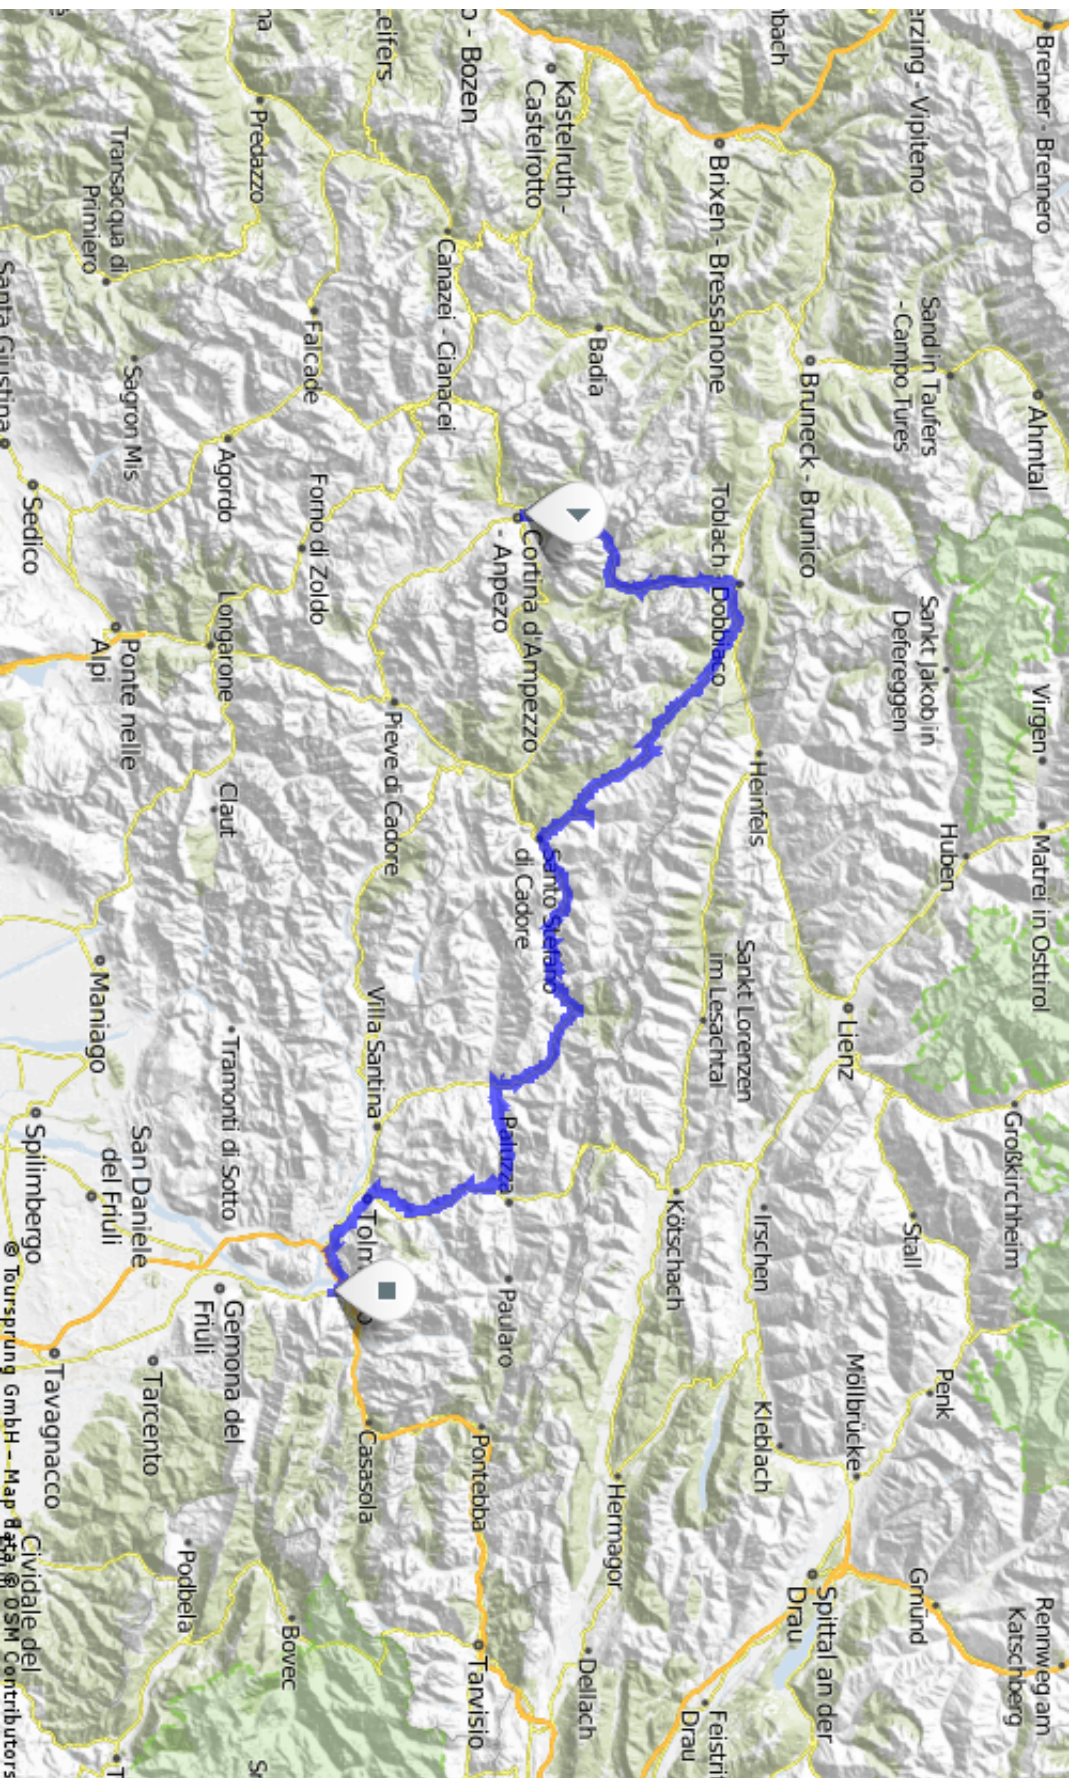 Brenner - Brennero
Ahrntal
Virgen
Matrei in Osttirol
Großkirchheim
Rennweg am
Katschberg
Sand in Taufers
- Campo Tures
Sankt Jakob in
Defereggen
Huben
Stall
Penk
Gmünd
Bruneck - Brunico
Lienz
Möllbrücke
Spittal an der
Drau
Brixen - Bressanone
Toblach - Dobbiaco
Heinfels
Sankt Lorenzen
im Lesachtal
Irschen
Kleblach
Kötschach
Hermagor
Dellach
Drau
Kastelruth -
Castelrotto
Badia
- Bozen
Cortina d'Ampezzo
- Anpezo
Santo Stefano
di Cadore
Paluzza
Paularo
Pontebba
Tarvisio
Canazei - Cianacei
Pieve di Cadore
Villa Santina
Casasola
Predazzo
Falcade
Forno di Zoldo
Agordo
Longarone
Claut
Tramonti di Sotto
Gemona del
Friuli
Bovec
Transacqua di
Primiero
Sagron Mis
Ponte nelle
Alpi
Maniago
San Daniele
del Friuli
Tarcento
Podbela
Santa Giustina
Sedico
Spilimbergo
Tavagnacco
Cividale del
© Toursprung GmbH – Map data © OSM Contributors